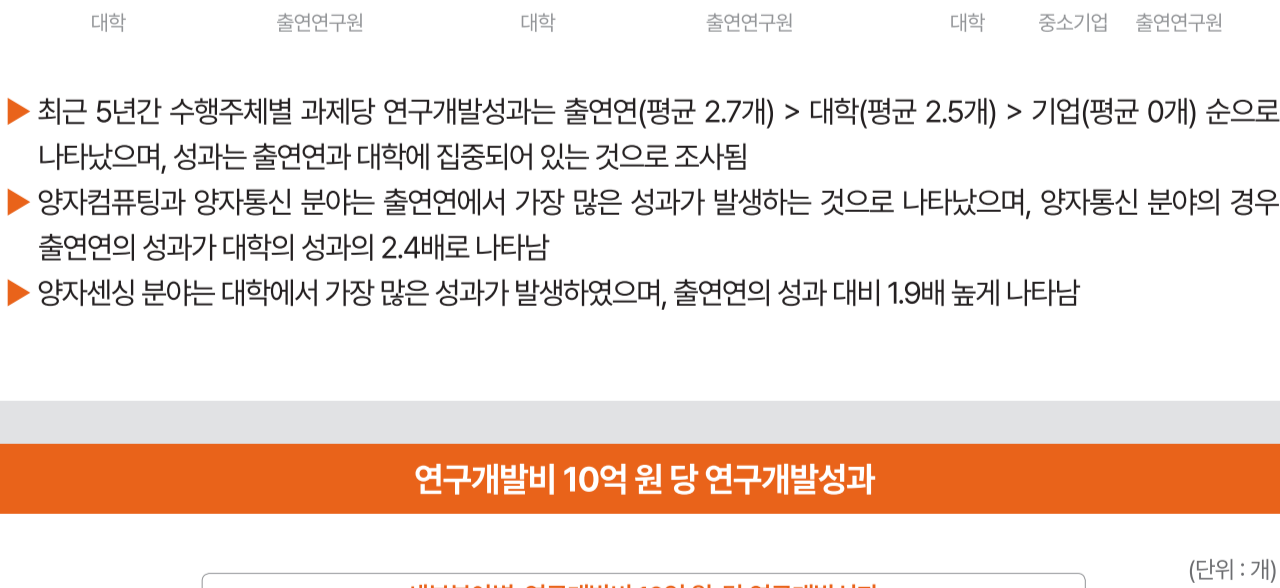 대학 출연연구원 대학 출연연구원 대학 중소기업 출연연구원
▶ 최근 5년간 수행주체별 과제당 연구개발성과는 출연연(평균 2.7개) > 대학(평균 2.5개) > 기업(평균 0개) 순으로
나타났으며, 성과는 출연연과 대학에 집중되어 있는 것으로 조사됨
▶ 양자컴퓨팅과 양자통신 분야는 출연연에서 가장 많은 성과가 발생하는 것으로 나타났으며, 양자통신 분야의 경우
출연연의 성과가 대학의 성과의 2.4배로 나타남
▶ 양자센싱 분야는 대학에서 가장 많은 성과가 발생하였으며, 출연연의 성과 대비 1.9배 높게 나타남
연구개발비 10억 원 당 연구개발성과
(단위 : 개)